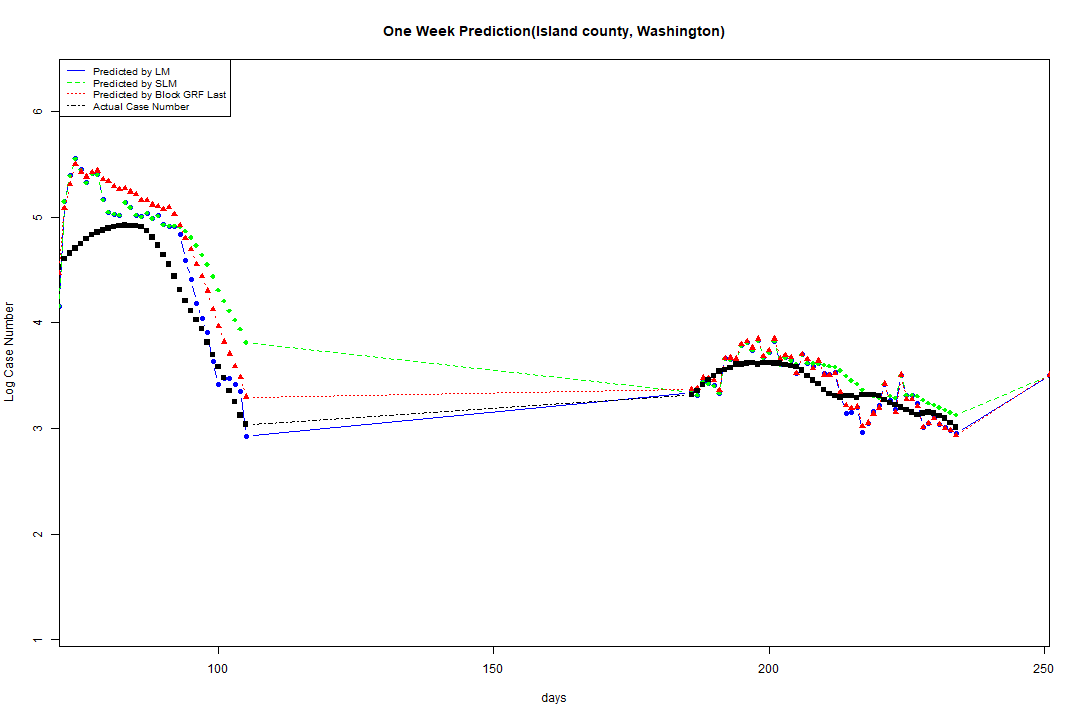 One Week Prediction(Island county, Washington)
Predicted by LM
Predicted by SLM
Predicted by Block GRF Last
Actual Case Number
6
5
4
3
2
1
Log Case Number
100 150 200 250
days